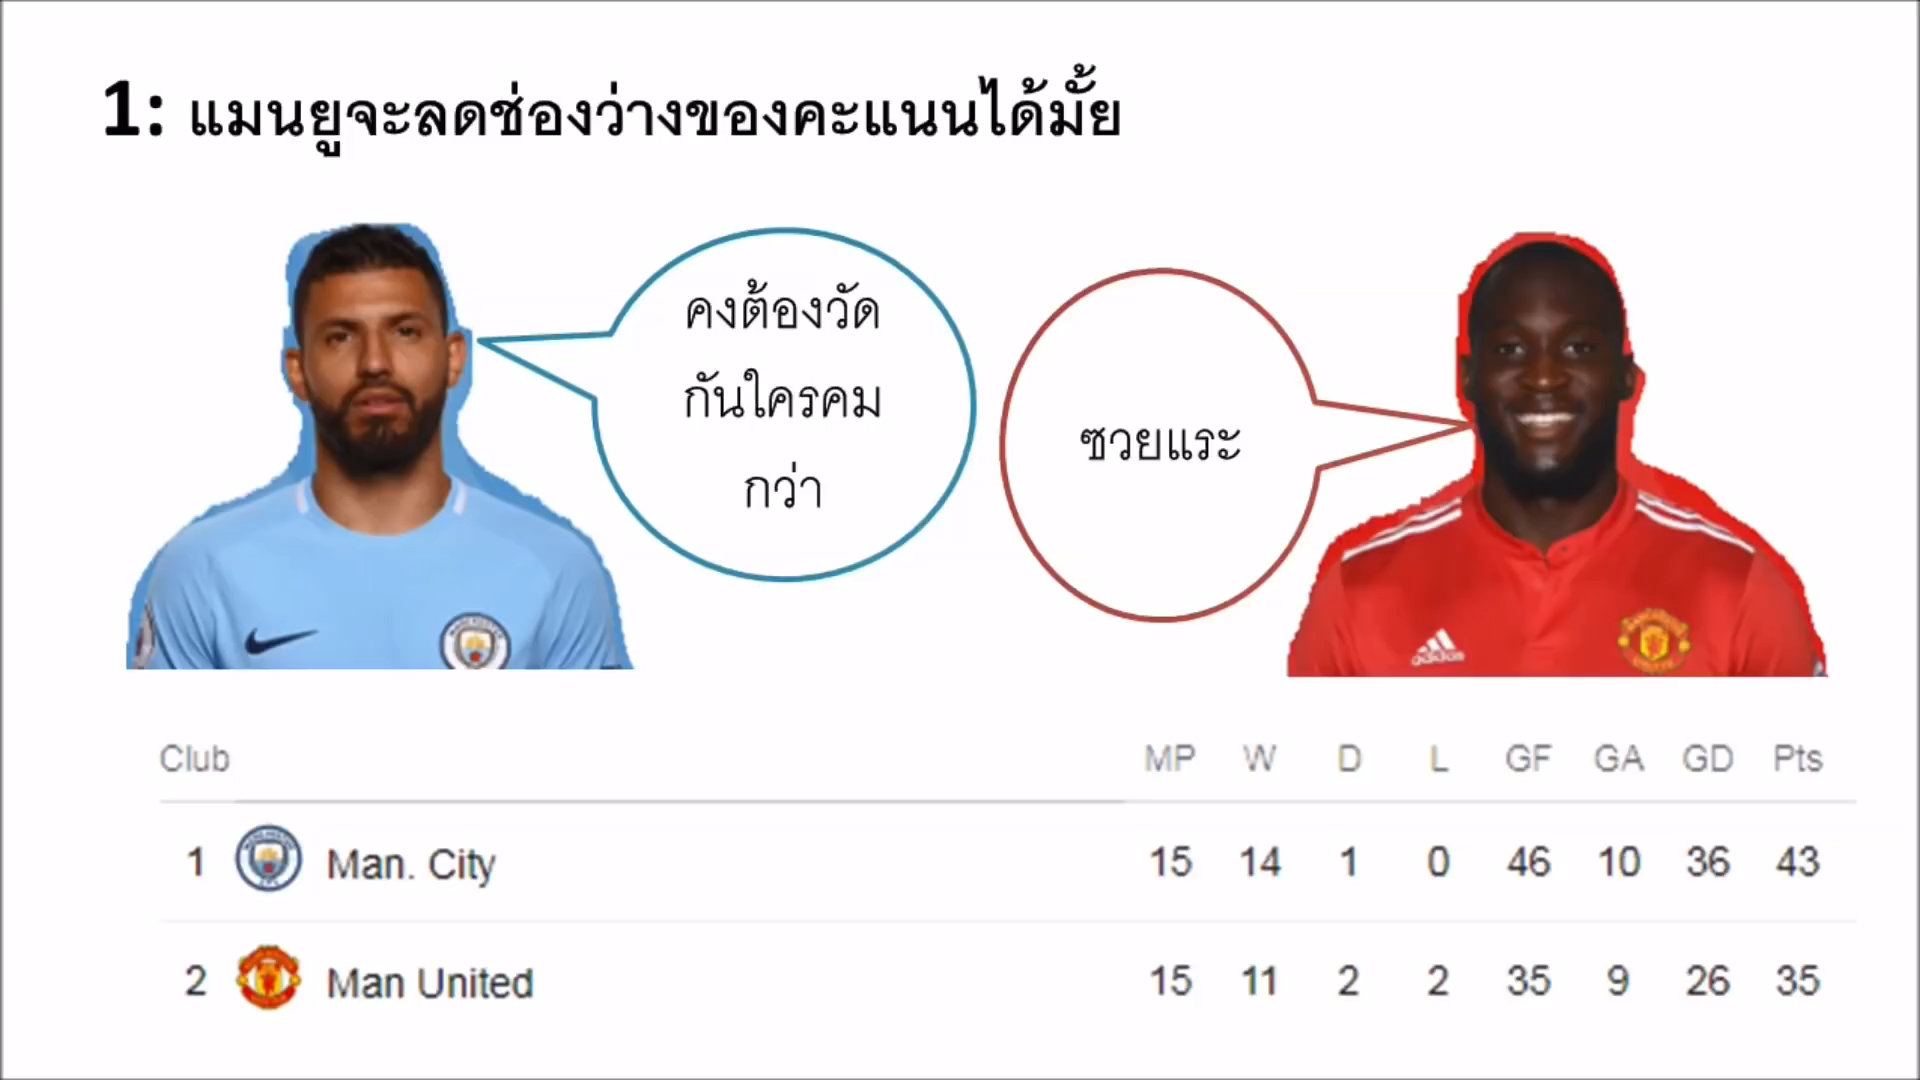 1: แมนยูจะลดช่องว่างของคะแนนได้มั้ย
คงต้องวัด
กันใครคม
กว่า
ซวยแระ
adidas
Club MP W D L GF GA GD Pts
1 Man. City 15 14 1 0 46 10 36 43
2 Man United 15 11 2 2 35 9 26 35